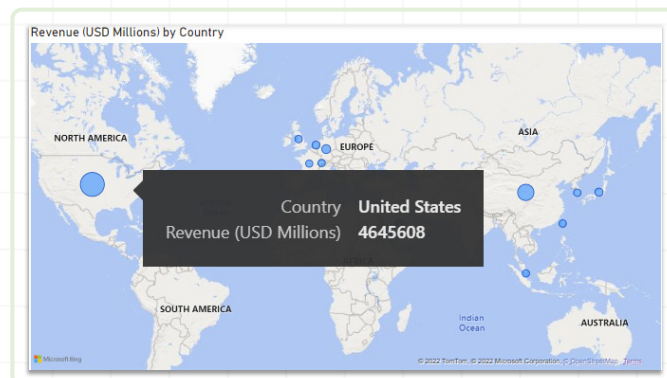 Revenue (USD Millions) by Country
NORTH AMERICA
ASIA
EUROPE
Country United States
Revenue (USD Millions) 4645608
AFRICA
SOUTH AMERICA
Indian
Ocean
AUSTRALIA
Microsoft Bing
© 2022 TomTom, © 2022 Microsoft Corporation, © OpenStreetMap Terms